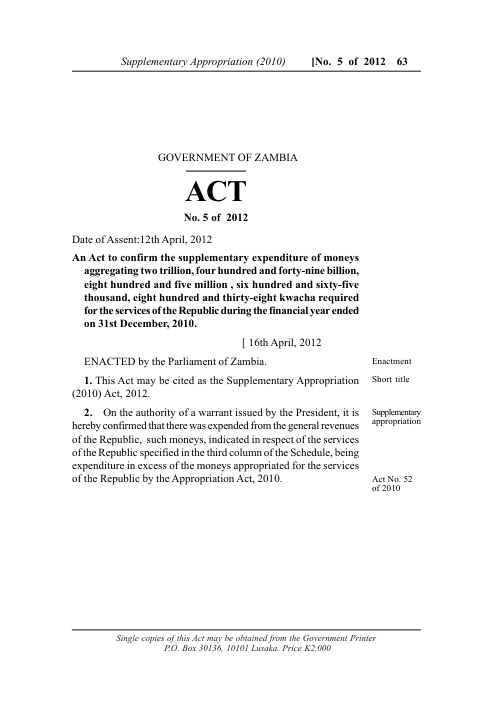 Supplementary Appropriation (2010) [No. 5 of 2012 63
GOVERNMENT OF ZAMBIA
ACT
No. 5 of 2012
Date of Assent:12th April, 2012
An Act to confirm the supplementary expenditure of moneys
aggregating two trillion, four hundred and forty-nine billion,
eight hundred and five million , six hundred and sixty-five
thousand, eight hundred and thirty-eight kwacha required
for the services of the Republic during the financial year ended
on 31st December, 2010.
[ 16th April, 2012
ENACTED by the Parliament of Zambia.
Enactment
1. This Act may be cited as the Supplementary Appropriation
(2010) Act, 2012.
Short title
2. On the authority of a warrant issued by the President, it is
hereby confirmed that there was expended from the general revenues
of the Republic, such moneys, indicated in respect of the services
of the Republic specified in the third column of the Schedule, being
expenditure in excess of the moneys appropriated for the services
of the Republic by the Appropriation Act, 2010.
Supplementary
appropriation
Act No. 52
of 2010
Single copies of this Act may be obtained from the Government Printer
P.O. Box 30136, 10101 Lusaka. Price K2,000